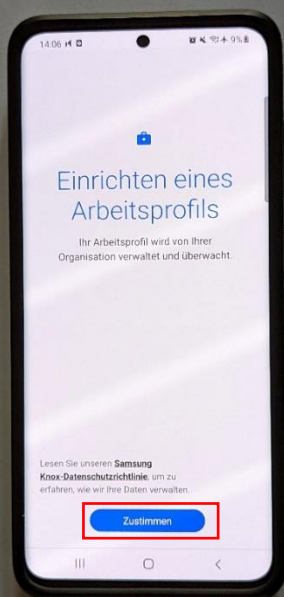 14:06
9%
Einrichten eines
Arbeitsprofils
Ihr Arbeitsprofil wird von Ihrer
Organisation verwaltet und überwacht.
Lesen Sie unseren Samsung
Knox-Datenschutzrichtlinie, um zu
erfahren, wie wir Ihre Daten verwalten.
Zustimmen